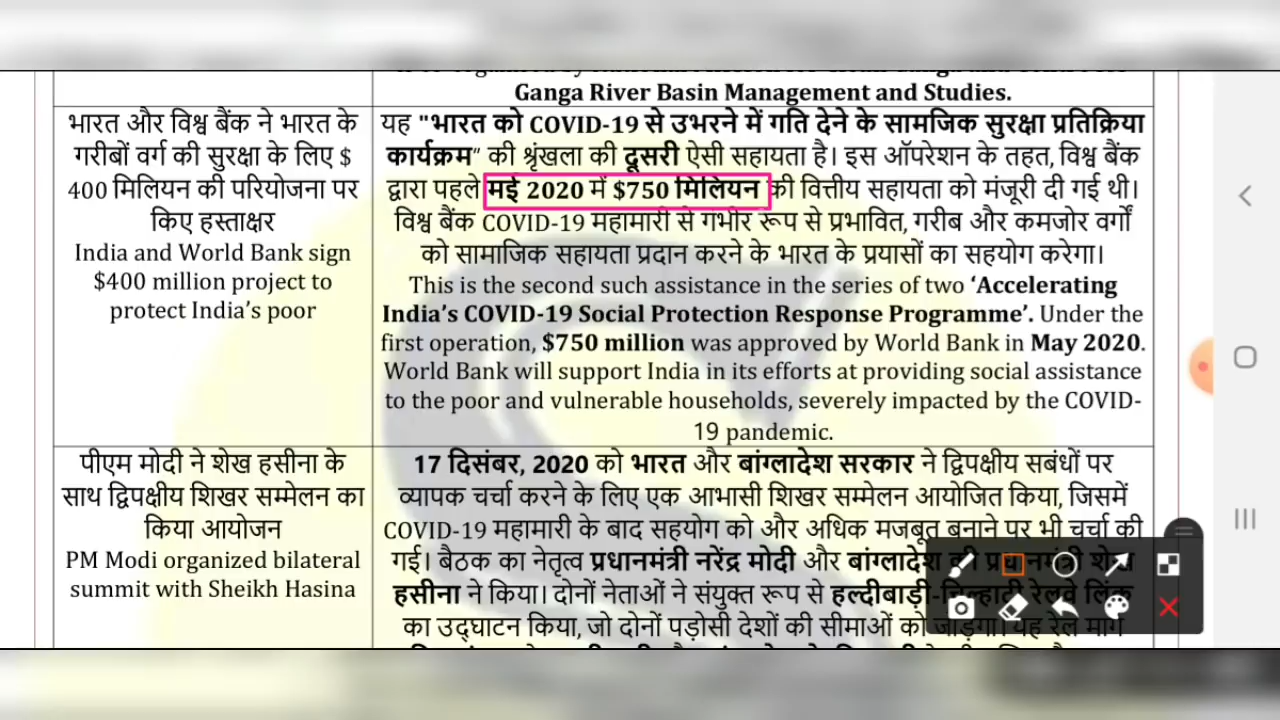 Ganga River Basin Management and Studies.
भारत और विश्व बैंक ने भारत के
गरीबों वर्ग की सुरक्षा के लिए $
400 मिलियन की परियोजना पर
किए हस्ताक्षर
India and World Bank sign
$400 million project to
protect India’s poor
यह "भारत को COVID-19 से उभरने में गति देने के सामजिक सुरक्षा प्रतिक्रिया
कार्यक्रम” की श्रृंखला की दूसरी ऐसी सहायता है। इस ऑपरेशन के तहत, विश्व बैंक
द्वारा पहले मई 2020 में $750 मिलियन की वित्तीय सहायता को मंजूरी दी गई थी।
विश्व बैंक COVID-19 महामारी से गंभीर रूप से प्रभावित, गरीब और कमजोर वर्गों
को सामाजिक सहायता प्रदान करने के भारत के प्रयासों का सहयोग करेगा।
This is the second such assistance in the series of two ‘Accelerating
India’s COVID-19 Social Protection Response Programme’. Under the
first operation, $750 million was approved by World Bank in May 2020.
World Bank will support India in its efforts at providing social assistance
to the poor and vulnerable households, severely impacted by the COVID-
19 pandemic.
पीएम मोदी ने शेख हसीना के
साथ द्विपक्षीय शिखर सम्मेलन का
किया आयोजन
PM Modi organized bilateral
summit with Sheikh Hasina
17 दिसंबर, 2020 को भारत और बांग्लादेश सरकार ने द्विपक्षीय सबंधों पर
व्यापक चर्चा करने के लिए एक आभासी शिखर सम्मेलन आयोजित किया, जिसमें
COVID-19 महामारी के बाद सहयोग को और अधिक मजबूत बनाने पर भी चर्चा की
गई। बैठक का नेतृत्व प्रधानमंत्री नरेंद्र मोदी और बांग्लादेश की प्रधानमंत्री शेख
हसीना ने किया। दोनों नेताओं ने संयुक्त रूप से हल्दीबाड़ी-चिल्हाटी रेलवे लिंक
का उद्घाटन किया, जो दोनों पड़ोसी देशों की सीमाओं को जोड़ेगा। यह रेल मार्ग